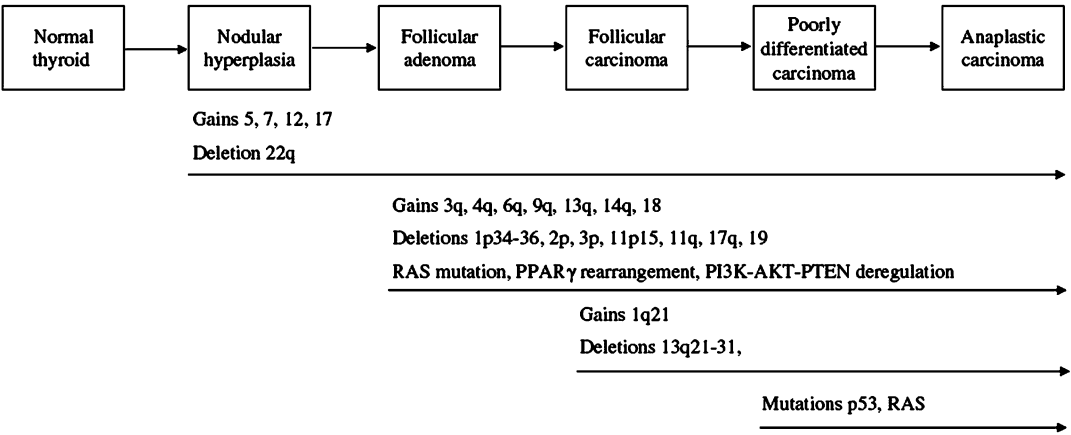 Normal
thyroid
Nodular
hyperplasia
Follicular
adenoma
Follicular
carcinoma
Poorly
differentiated
carcinoma
Anaplastic
carcinoma
Gains 5, 7, 12, 17
Deletion 22q
Gains 3q, 4q, 6q, 9q, 13q, 14q, 18
Deletions 1p34-36, 2p, 3p, 11p15, 11q, 17q, 19
RAS mutation, PPARγ rearrangement, PI3K-AKT-PTEN deregulation
Gains 1q21
Deletions 13q21-31,
Mutations p53, RAS